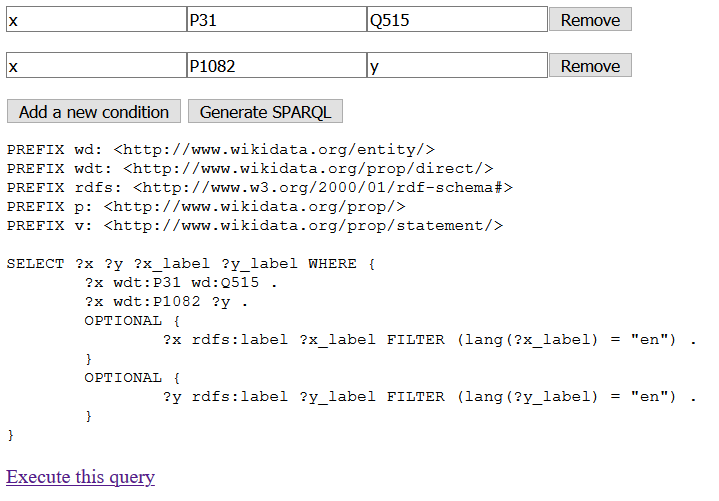 x P31 Q515 Remove
x P1082 y Remove
Add a new condition Generate SPARQL
PREFIX wd: <http://www.wikidata.org/entity/>
PREFIX wdt: <http://www.wikidata.org/prop/direct/>
PREFIX rdfs: <http://www.w3.org/2000/01/rdf-schema#>
PREFIX p: <http://www.wikidata.org/prop/>
PREFIX v: <http://www.wikidata.org/prop/statement/>
SELECT ?x ?y ?x_label ?y_label WHERE {
?x wdt:P31 wd:Q515 .
?x wdt:P1082 ?y .
OPTIONAL {
?x rdfs:label ?x_label FILTER (lang(?x_label) = "en") .
}
OPTIONAL {
?y rdfs:label ?y_label FILTER (lang(?y_label) = "en") .
}
}
Execute this query